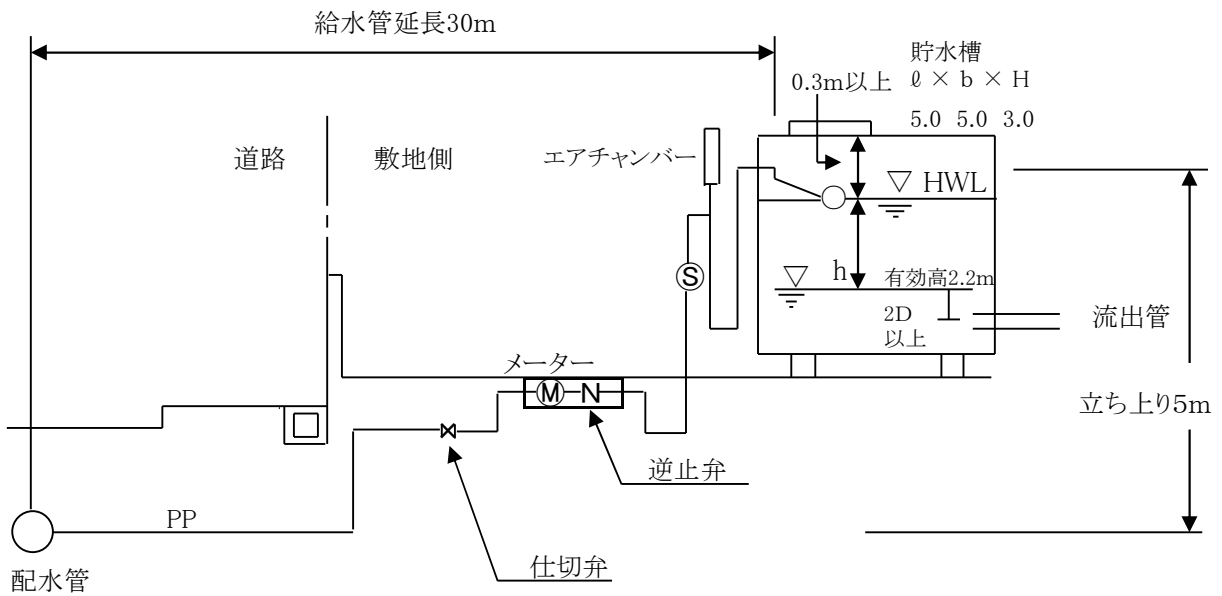 給水管延長30m
貯水槽
0.3m以上
ℓ × b × H
5.0 5.0 3.0
道路
敷地側
エアチャンバー
HWL
S
h
有効高2.2m
2D
以上
流出管
メーター
M
N
立ち上り5m
逆止弁
PP
仕切弁
配水管